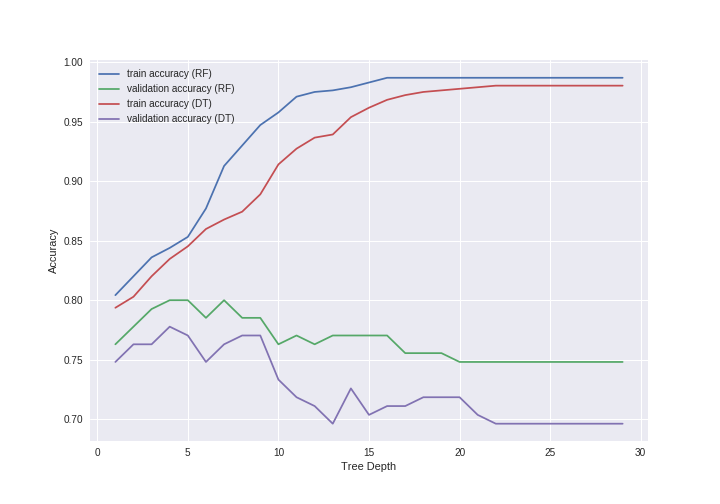 train accuracy (RF)
validation accuracy (RF)
train accuracy (DT)
validation accuracy (DT)
1.00
0.95
0.90
0.85
0.80
0.75
0.70
Accuracy
0 5 10 15 20 25 30
Tree Depth